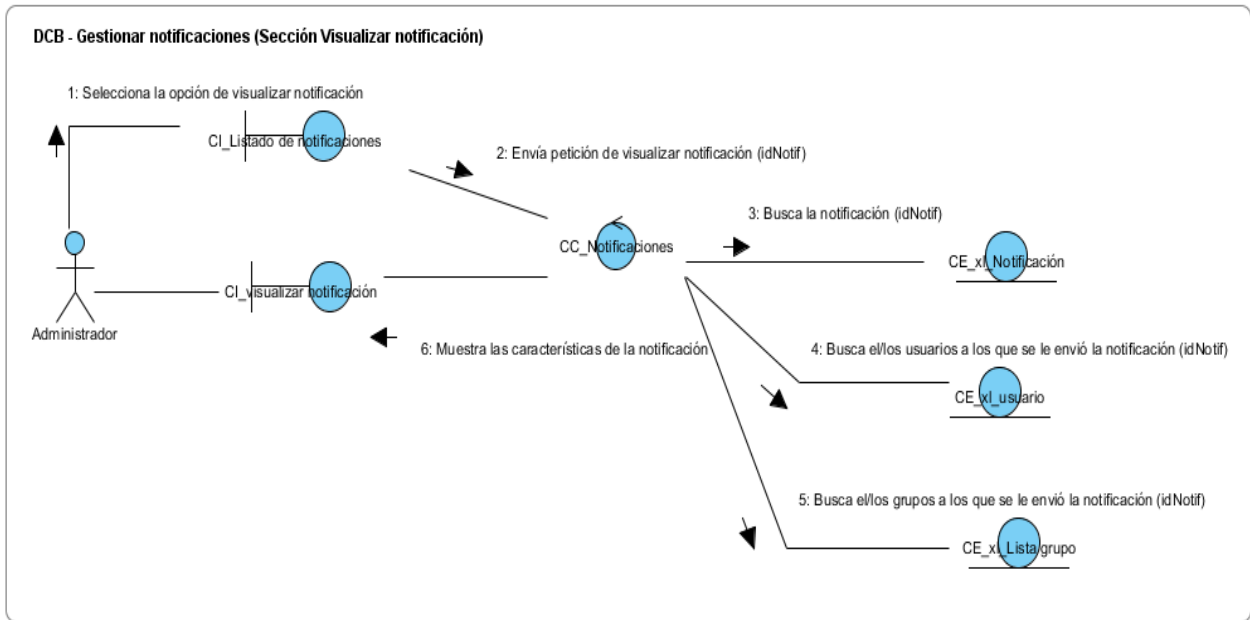 DCB - Gestionar notificaciones (Sección Visualizar notificación)
1: Selecciona la opción de visualizar notificación
CI_Listado de notificaciones
2: Envía petición de visualizar notificación (idNotif)
3: Busca la notificación (idNotif)
CC_Notificaciones
CE_xl_Notificación
CI_visualizar notificación
Administrador
6: Muestra las características de la notificación
4: Busca el/los usuarios a los que se le envió la notificación (idNotif)
CE_xl_usuario
5: Busca el/los grupos a los que se le envió la notificación (idNotif)
CE_xl_Lista grupo